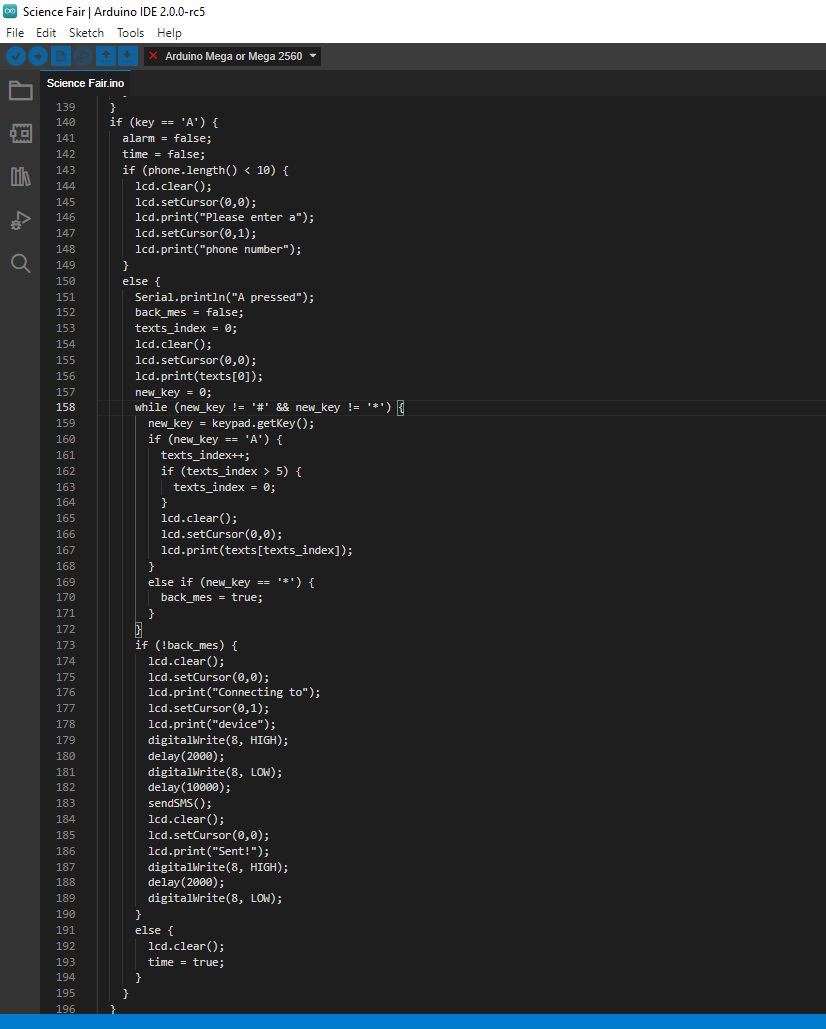 Science Fair | Arduino IDE 2.0.0-rc5
File Edit Sketch Tools Help
Arduino Mega or Mega 2560
Science Fair.ino
139 }
140 if (key == 'A') {
141 alarm = false;
142 time = false;
143 if (phone.length() < 10) {
144 lcd.clear();
145 lcd.setCursor(0,0);
146 lcd.print("Please enter a");
147 lcd.setCursor(0,1);
148 lcd.print("phone number");
149 }
150 else {
151 Serial.println("A pressed");
152 back_mes = false;
153 texts_index = 0;
154 lcd.clear();
155 lcd.setCursor(0,0);
156 lcd.print(texts[0]);
157 new_key = 0;
158 while (new_key != '#' && new_key != '*') {
159 new_key = keypad.getKey();
160 if (new_key == 'A') {
161 texts_index++;
162 if (texts_index > 5) {
163 texts_index = 0;
164 }
165 lcd.clear();
166 lcd.setCursor(0,0);
167 lcd.print(texts[texts_index]);
168 }
169 else if (new_key == '*') {
170 back_mes = true;
171 }
172 }
173 if (!back_mes) {
174 lcd.clear();
175 lcd.setCursor(0,0);
176 lcd.print("Connecting to");
177 lcd.setCursor(0,1);
178 lcd.print("device");
179 digitalWrite(8, HIGH);
180 delay(2000);
181 digitalWrite(8, LOW);
182 delay(10000);
183 sendSMS();
184 lcd.clear();
185 lcd.setCursor(0,0);
186 lcd.print("Sent!");
187 digitalWrite(8, HIGH);
188 delay(2000);
189 digitalWrite(8, LOW);
190 }
191 else {
192 lcd.clear();
193 time = true;
194 }
195 }
196 }